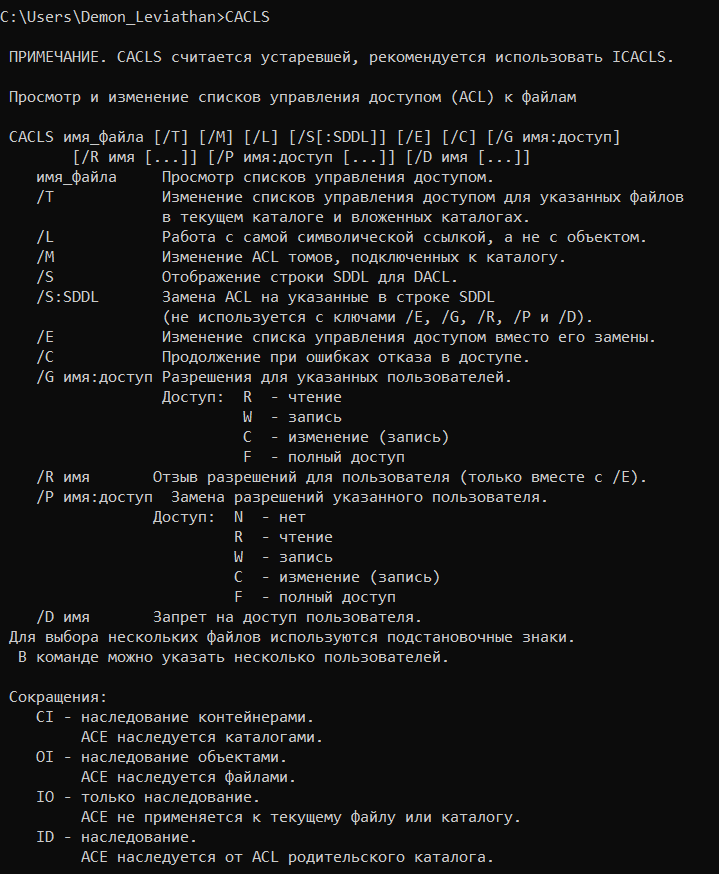 C:\Users\Demon_Leviathan>CACLS
ПРИМЕЧАНИЕ. CACLS считается устаревшей, рекомендуется использовать ICACLS.
Просмотр и изменение списков управления доступом (ACL) к файлам
CACLS имя_файла [/T] [/M] [/L] [/S[:SDDL]] [/E] [/C] [/G имя:доступ]
[/R имя [...]] [/P имя:доступ [...]] [/D имя [...]]
имя_файла     Просмотр списков управления доступом.
/T            Изменение списков управления доступом для указанных файлов
в текущем каталоге и вложенных каталогах.
/L            Работа с самой символической ссылкой, а не с объектом.
/M            Изменение ACL томов, подключенных к каталогу.
/S            Отображение строки SDDL для DACL.
/S:SDDL       Замена ACL на указанные в строке SDDL
(не используется с ключами /E, /G, /R, /P и /D).
/E            Изменение списка управления доступом вместо его замены.
/C            Продолжение при ошибках отказа в доступе.
/G имя:доступ Разрешения для указанных пользователей.
Доступ:  R  - чтение
W  - запись
C  - изменение (запись)
F  - полный доступ
/R имя       Отзыв разрешений для пользователя (только вместе с /E).
/P имя:доступ  Замена разрешений указанного пользователя.
Доступ:  N  - нет
R  - чтение
W  - запись
C  - изменение (запись)
F  - полный доступ
/D имя       Запрет на доступ пользователя.
Для выбора нескольких файлов используются подстановочные знаки.
В команде можно указать несколько пользователей.
Сокращения:
CI - наследование контейнерами.
ACE наследуется каталогами.
OI - наследование объектами.
ACE наследуется файлами.
IO - только наследование.
ACE не применяется к текущему файлу или каталогу.
ID - наследование.
ACE наследуется от ACL родительского каталога.